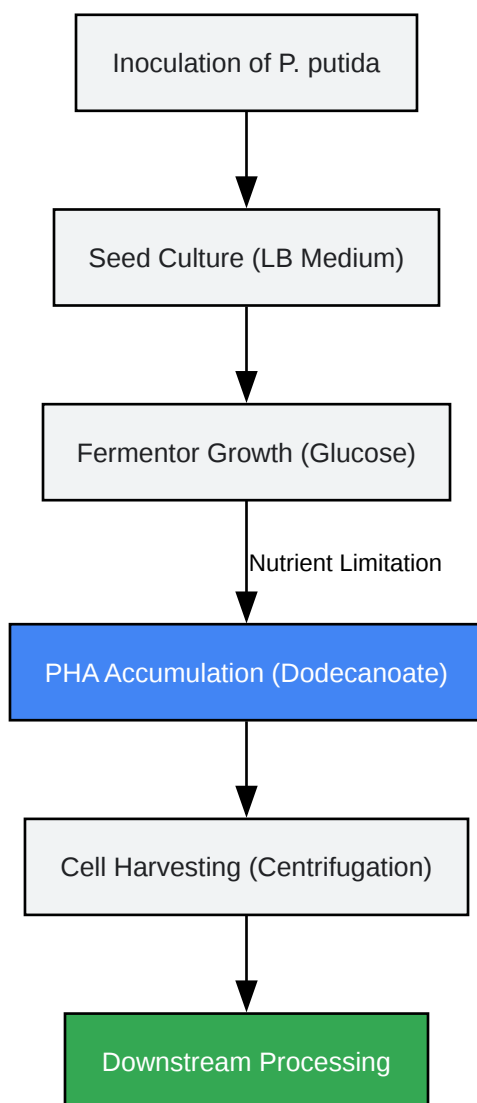 Inoculation of P. putida
Seed Culture (LB Medium)
Fermentor Growth (Glucose)
Nutrient Limitation
PHA Accumulation (Dodecanoate)
Cell Harvesting (Centrifugation)
Downstream Processing